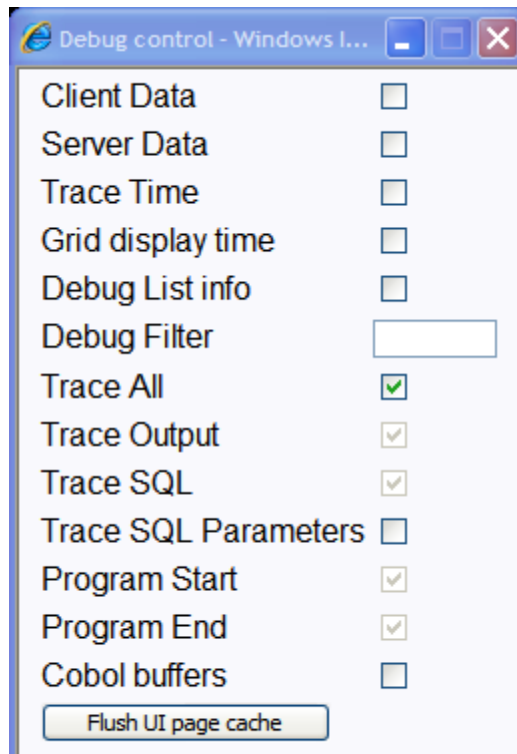 Debug control - Windows I...
Client Data
Server Data
Trace Time
Grid display time
Debug List info
Debug Filter
Trace All
Trace Output
Trace SQL
Trace SQL Parameters
Program Start
Program End
Cobol buffers
Flush UI page cache